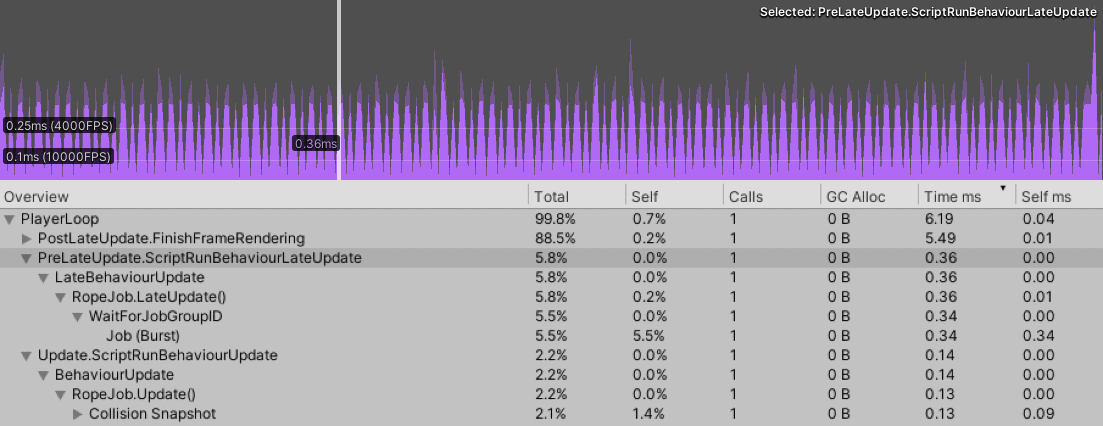 Selected: PreLateUpdate.ScriptRunBehaviourLateUpdate
0.25ms (4000FPS)
0.36ms
0.1ms (10000FPS)
Overview Total Self Calls GC Alloc Time ms Self ms
PlayerLoop 99.8% 0.7% 1 0 B 6.19 0.04
PostLateUpdate.FinishFrameRendering 88.5% 0.2% 1 0 B 5.49 0.01
PreLateUpdate.ScriptRunBehaviourLateUpdate 5.8% 0.0% 1 0 B 0.36 0.00
LateBehaviourUpdate 5.8% 0.0% 1 0 B 0.36 0.00
RopeJob.LateUpdate() 5.8% 0.2% 1 0 B 0.36 0.01
WaitForJobGroupID 5.5% 0.0% 1 0 B 0.34 0.00
Job (Burst) 5.5% 5.5% 1 0 B 0.34 0.34
Update.ScriptRunBehaviourUpdate 2.2% 0.0% 1 0 B 0.14 0.00
BehaviourUpdate 2.2% 0.0% 1 0 B 0.14 0.00
RopeJob.Update() 2.2% 0.0% 1 0 B 0.13 0.00
Collision Snapshot 2.1% 1.4% 1 0 B 0.13 0.09